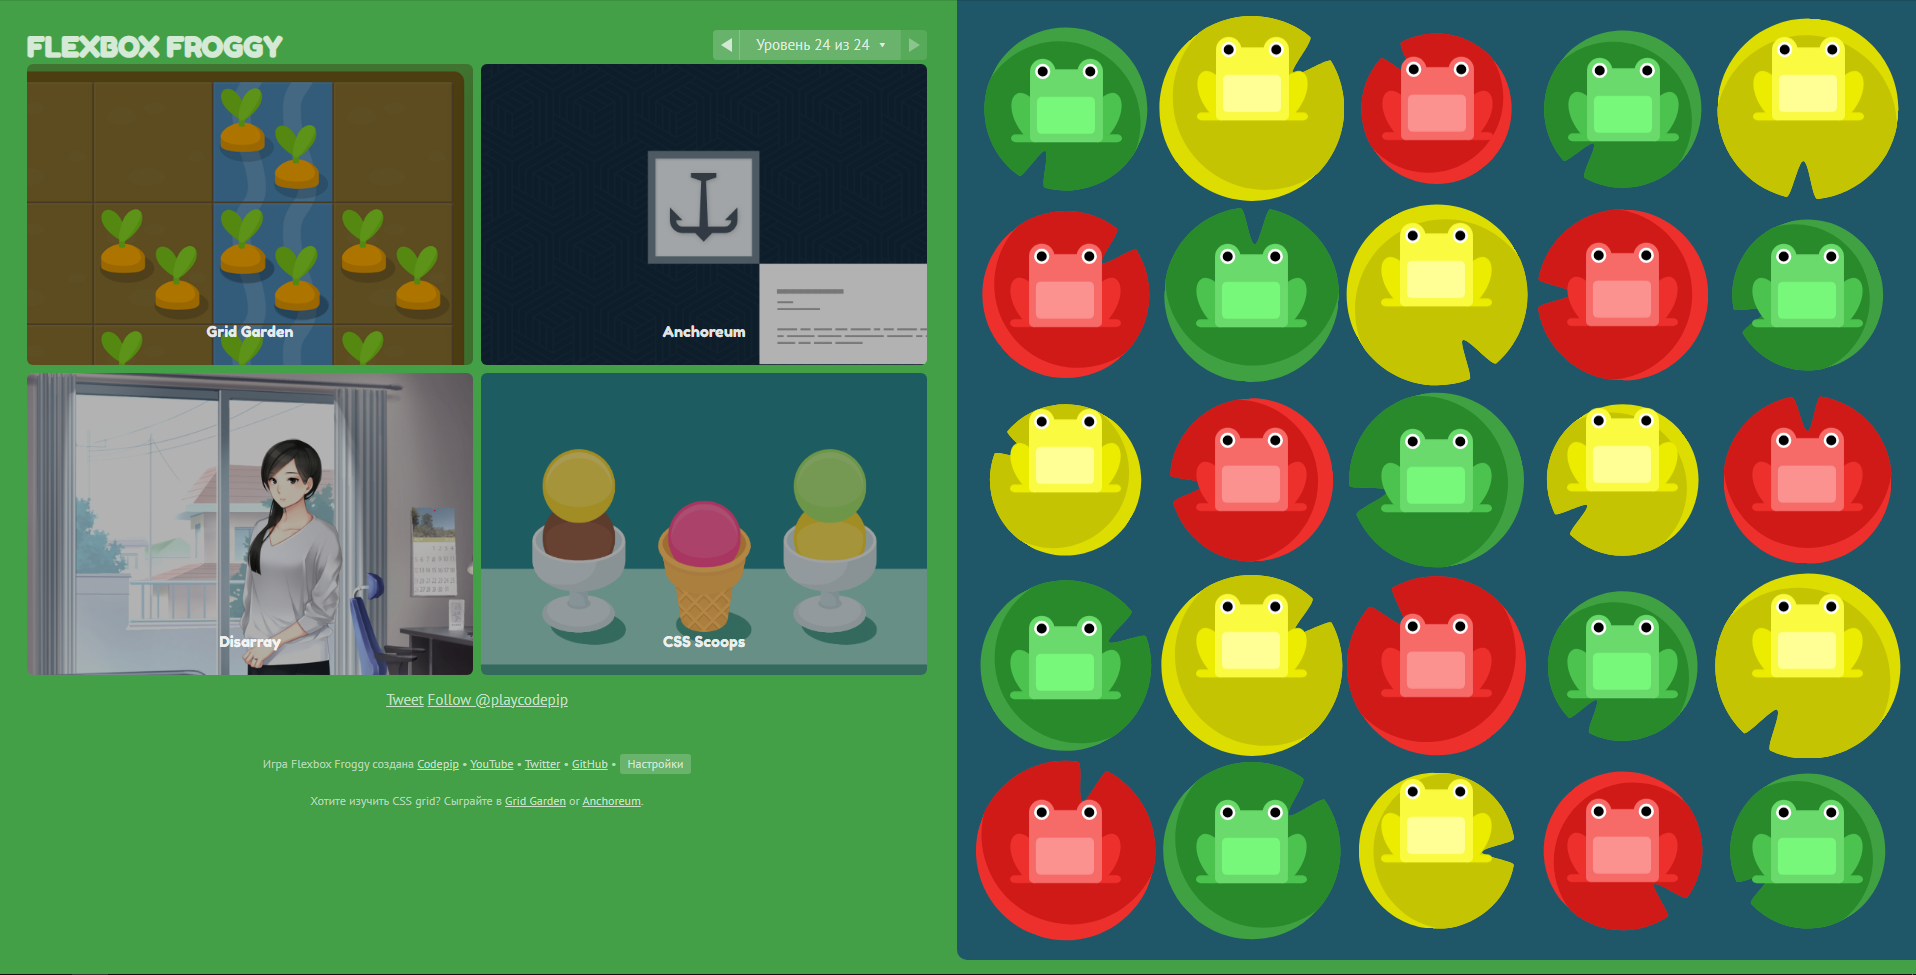 FLEXBOX FROGGY
Уровень 24 из 24
Grid Garden
Anchoreum
Disarray
CSS Scoops
Tweet Follow @playcodepip
Игра Flexbox Froggy создана Codepip • YouTube • Twitter • GitHub • Настройки
Хотите изучить CSS grid? Сыграйте в Grid Garden or Anchoreum.